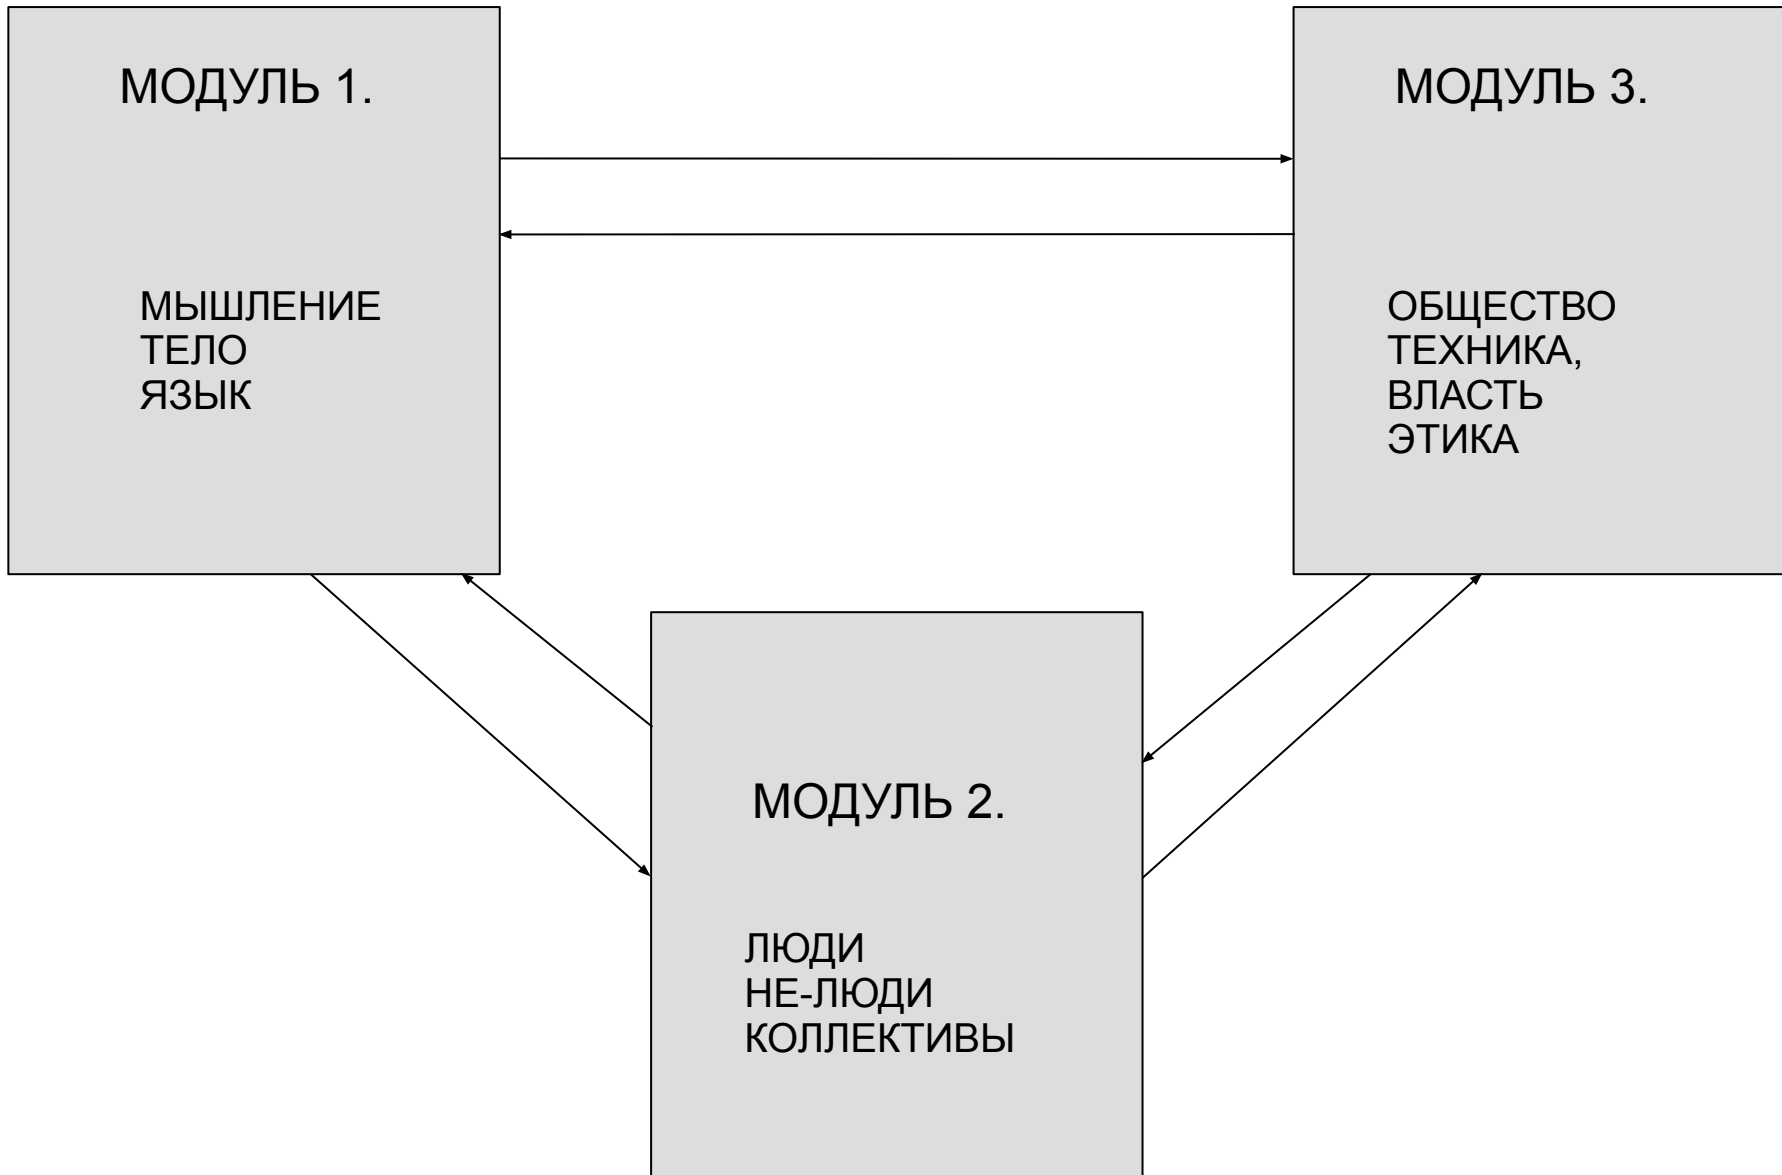 МОДУЛЬ 1.
МЫШЛЕНИЕ
ТЕЛО
ЯЗЫК
МОДУЛЬ 3.
ОБЩЕСТВО
ТЕХНИКА,
ВЛАСТЬ
ЭТИКА
МОДУЛЬ 2.
ЛЮДИ
НЕ-ЛЮДИ
КОЛЛЕКТИВЫ